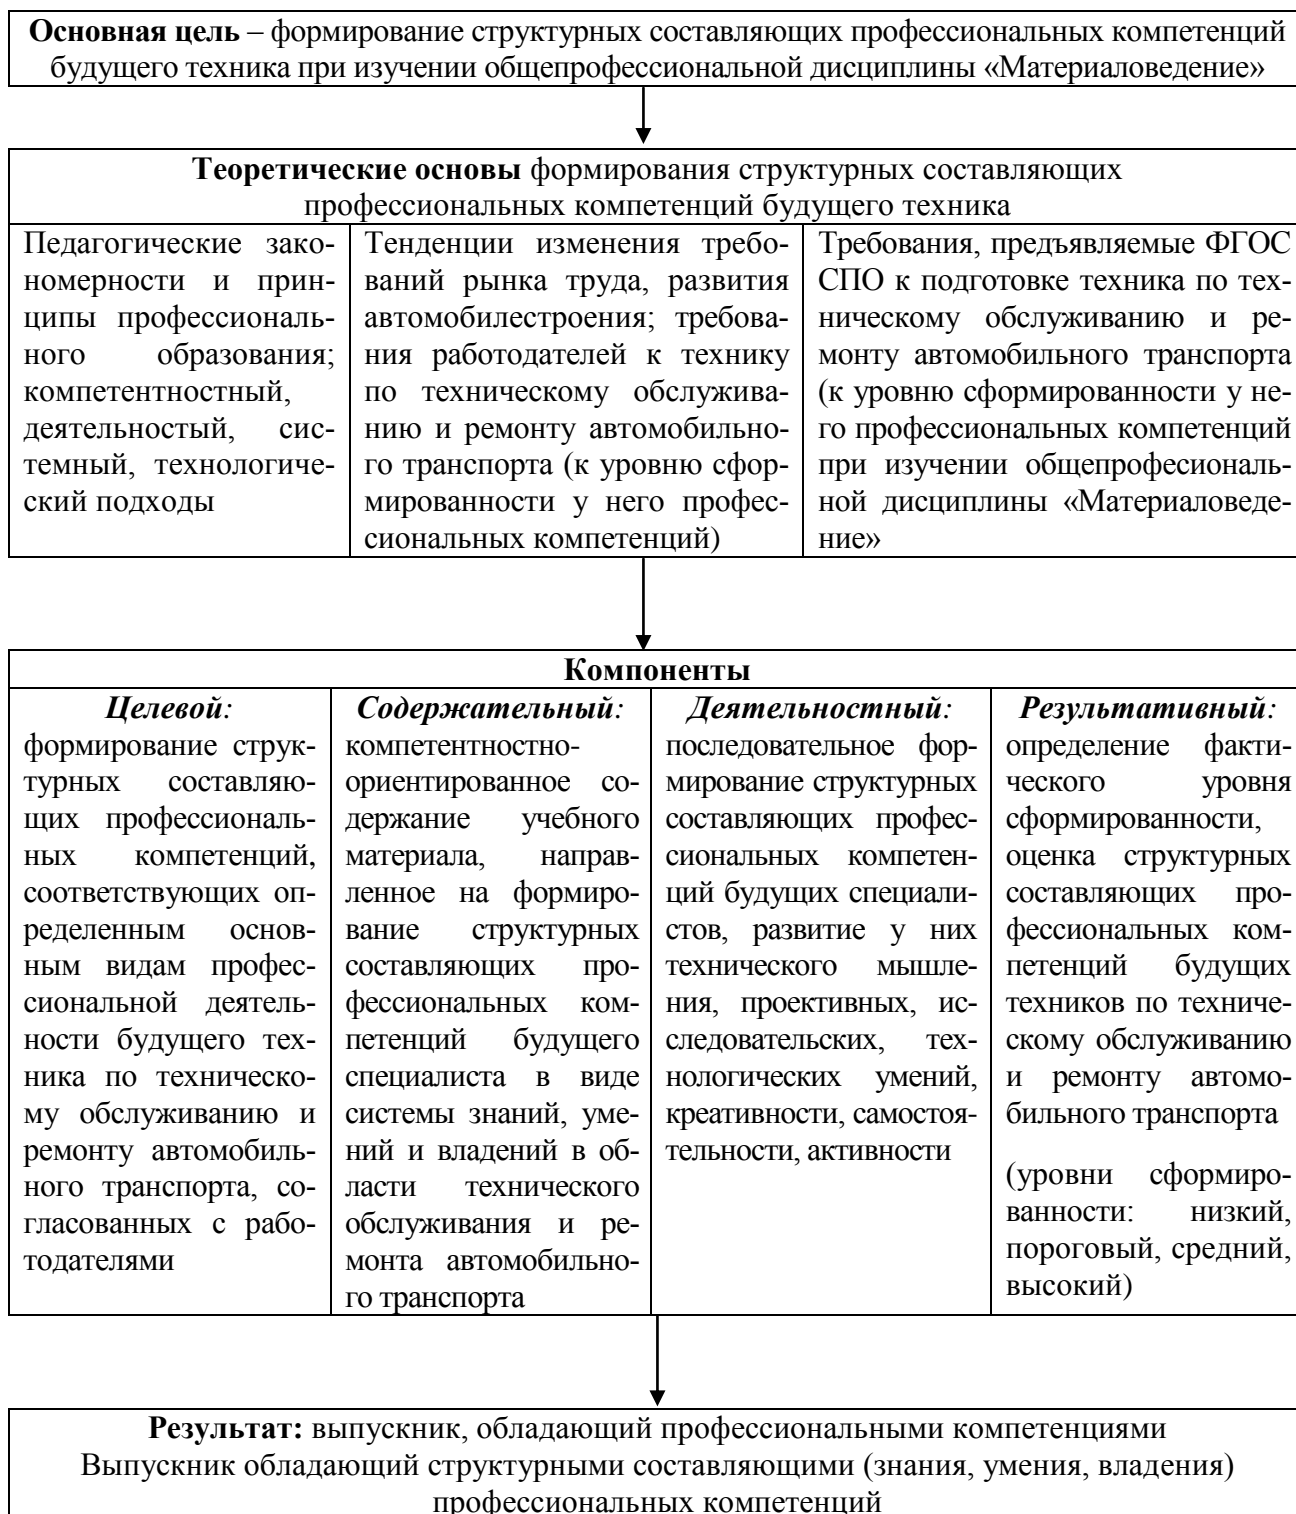 Основная цель – формирование структурных составляющих профессиональных компетенций
будущего техника при изучении общепрофессиональной дисциплины «Материаловедение»
Теоретические основы формирования структурных составляющих
профессиональных компетенций будущего техника
Педагогические зако-
номерности и прин-
ципы профессиональ-
ного образования;
компетентностный,
деятельностый, сис-
темный, технологиче-
ский подходы
Тенденции изменения требо-
ваний рынка труда, развития
автомобилестроения; требова-
ния работодателей к технику
по техническому обслужива-
нию и ремонту автомобильно-
го транспорта (к уровню сфор-
мированности у него профес-
сиональных компетенций)
Требования, предъявляемые ФГОС
СПО к подготовке техника по тех-
ническому обслуживанию и ре-
монту автомобильного транспорта
(к уровню сформированности у не-
го профессиональных компетенций
при изучении общепрофесиональ-
ной дисциплины «Материаловеде-
ние»
Компоненты
Целевой:
формирование струк-
турных составляю-
щих профессиональ-
ных компетенций,
соответствующих оп-
ределенным основ-
ным видам профес-
сиональной деятель-
ности будущего тех-
ника по техническо-
му обслуживанию и
ремонту автомобиль-
ного транспорта, со-
гласованных с рабо-
тодателями
Содержательный:
компетентностно-
ориентированное со-
держание учебного
материала, направ-
ленное на формиро-
вание структурных
составляющих про-
фессиональных ком-
петенций будущего
специалиста в виде
системы знаний, уме-
ний и владений в об-
ласти технического
обслуживания и ре-
монта автомобильно-
го транспорта
Деятельностный:
последовательное фор-
мирование структурных
составляющих профес-
сиональных компетен-
ций будущих специали-
стов, развитие у них
технического мышле-
ния, проективных, ис-
следовательских, тех-
нологических умений,
креативности, самостоя-
тельности, активности
Результативный:
определение факти-
ческого уровня
сформированности,
оценка структурных
составляющих про-
фессиональных ком-
петенций будущих
техников по техниче-
скому обслуживанию
и ремонту автомо-
бильного транспорта
(уровни сформиро-
ванности: низкий,
пороговый, средний,
высокий)
Результат: выпускник, обладающий профессиональными компетенциями
Выпускник обладающий структурными составляющими (знания, умения, владения)
профессиональных компетенций